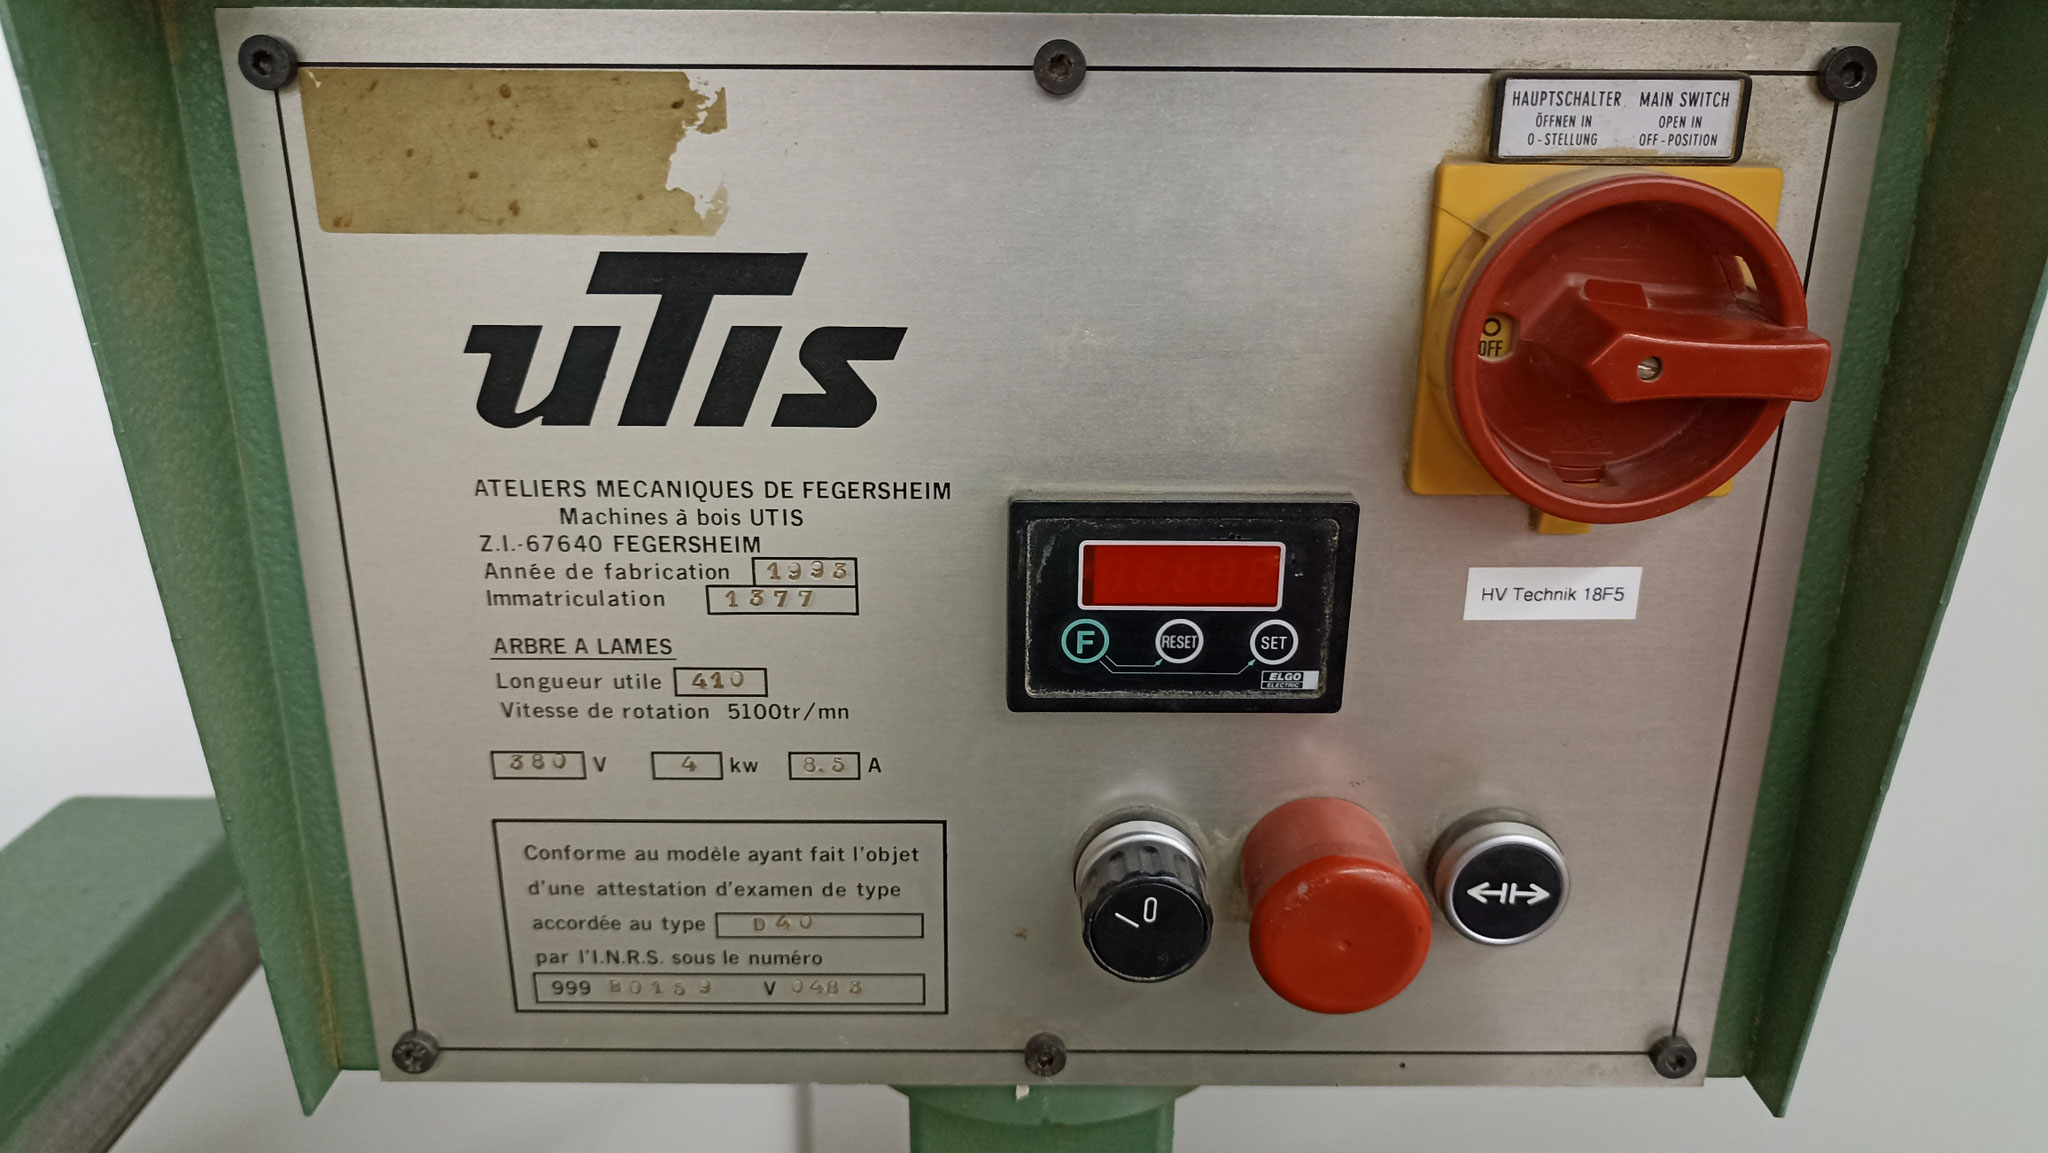 HAUPTSCHALTER MAIN SWITCH
ÖFFNEN IN OPEN IN
0-STELLUNG OFF-POSITION
O
OFF
uTis
ATELIERS MECANIQUES DE FEGERSHEIM
Machines à bois UTIS
Z.I.-67640 FEGERSHEIM
Année de fabrication 1993
Immatriculation 1377
ARBRE A LAMES
Longueur utile 410
Vitesse de rotation 5100tr/mn
380 V 4 kw 8.5 A
Conforme au modèle ayant fait l'objet
d'une attestation d'examen de type
accordée au type D40
par l'I.N.R.S. sous le numéro
999 B0159 V 0483
F RESET SET
ELGO
ELECTRIC
HV Technik 18F5
\ 0